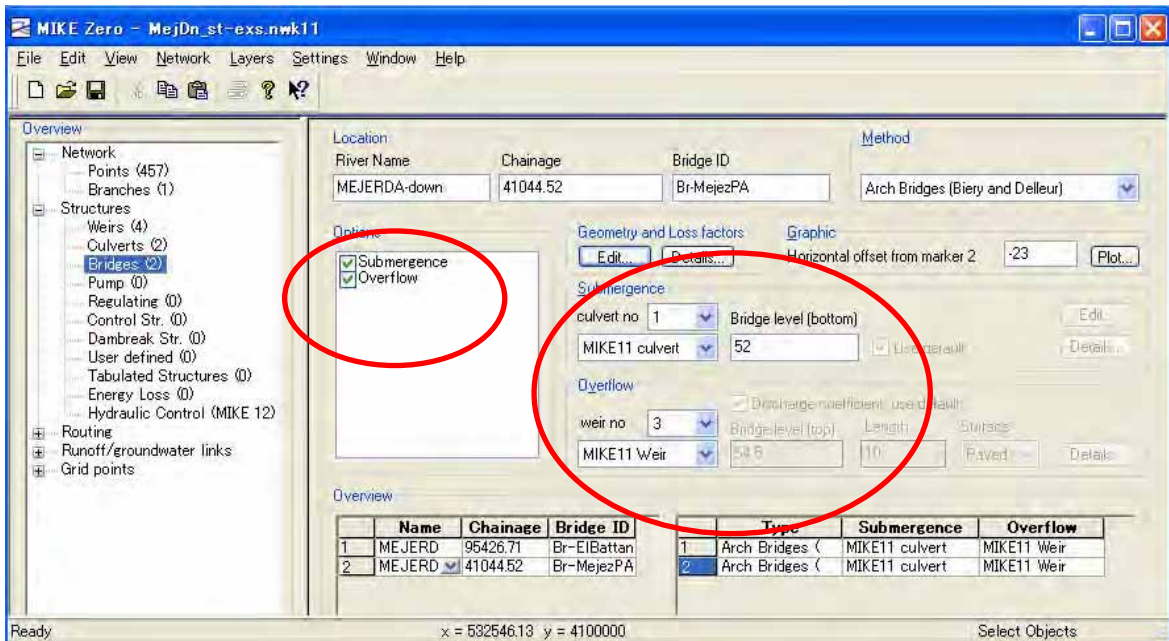 MIKE Zero - MejDn_st-exs.nwk11
File Edit View Network Layers Settings Window Help
Overview
Network
Points (457)
Branches (1)
Structures
Weirs (4)
Culverts (2)
Bridges (2)
Pump (0)
Regulating (0)
Control Str. (0)
Dambreak Str. (0)
User defined (0)
Tabulated Structures (0)
Energy Loss (0)
Hydraulic Control (MIKE 12)
Routing
Runoff/groundwater links
Grid points
Location
River Name Chainage Bridge ID
MEJERDA-down 41044.52 Br-MejezPA
Method
Arch Bridges (Biery and Delleur)
Options
Submergence
Overflow
Geometry and Loss factors
Edit... Details...
Graphic
Horizontal offset from marker 2 -23 Plot...
Submergence
culvert no 1 Bridge level (bottom) Edit...
MIKE11 culvert 52 Use default Details...
Overflow
Discharge coefficient: use default
weir no 3 Bridge level (top) Length Surface
MIKE11 Weir 54.5 10 Paved Details
Overview
Name Chainage Bridge ID
1 MEJERD 95426.71 Br-ElBattan
2 MEJERD 41044.52 Br-MejezPA
Type Submergence Overflow
1 Arch Bridges ( MIKE11 culvert MIKE11 Weir
2 Arch Bridges ( MIKE11 culvert MIKE11 Weir
Ready x = 532546.13 y = 4100000 Select Objects